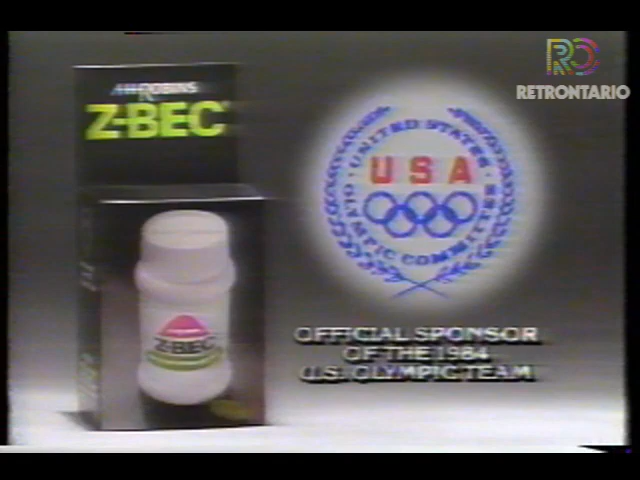 RETRONTARIO
A·H·ROBINS
Z-BEC
UNITED STATES
USA
OLYMPIC COMMITTEE
Z-BEC
OFFICIAL SPONSOR
OF THE 1984
U.S. OLYMPIC TEAM